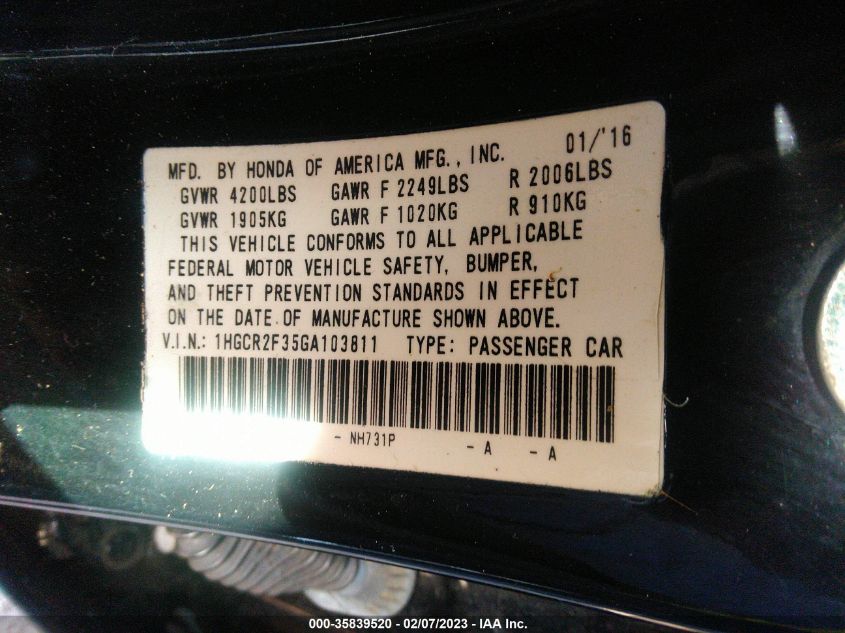 MFD. BY HONDA OF AMERICA MFG., INC. 01/'16
GVWR 4200LBS GAWR F 2249LBS R 2006LBS
GVWR 1905KG GAWR F 1020KG R 910KG
THIS VEHICLE CONFORMS TO ALL APPLICABLE
FEDERAL MOTOR VEHICLE SAFETY, BUMPER,
AND THEFT PREVENTION STANDARDS IN EFFECT
ON THE DATE OF MANUFACTURE SHOWN ABOVE.
V.I.N.: 1HGCR2F35GA103811 TYPE: PASSENGER CAR
- NH731P - A - A
000-35839520 - 02/07/2023 - IAA Inc.